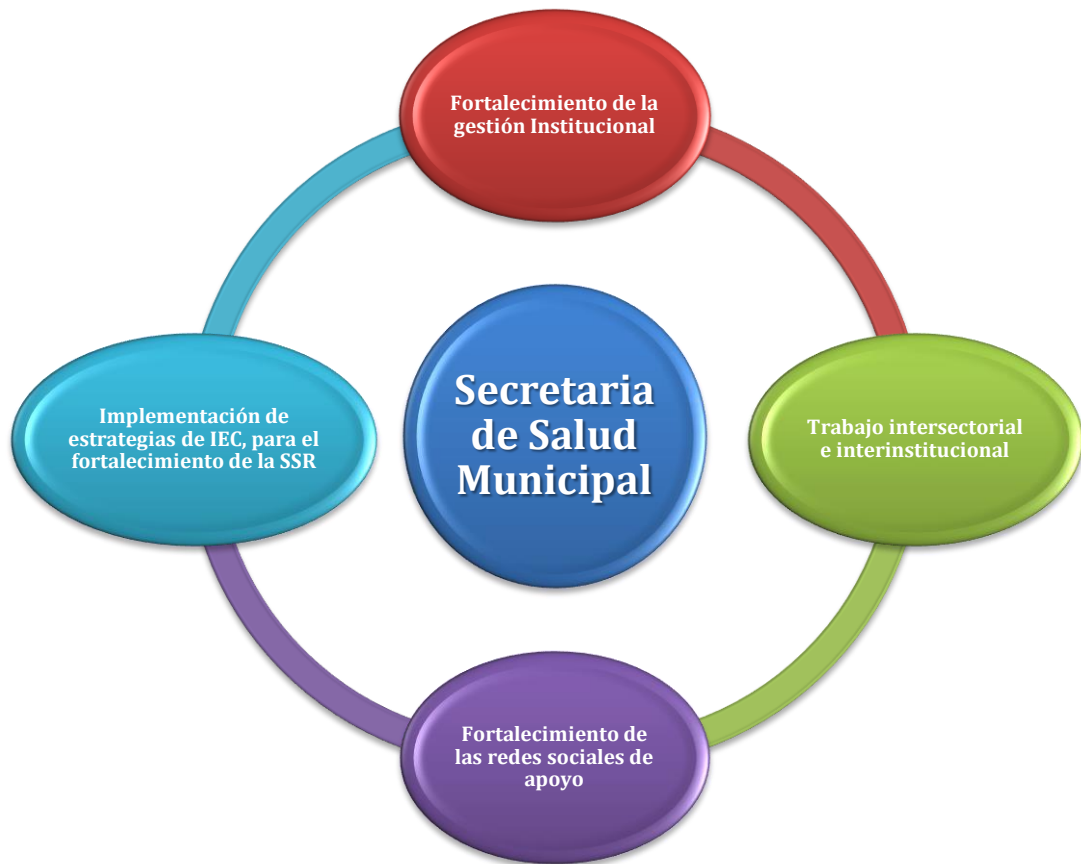 Fortalecimiento de la
gestión Institucional
Implementación de
estrategias de IEC, para el
fortalecimiento de la SSR
Secretaria
de Salud
Municipal
Trabajo intersectorial
e interinstitucional
Fortalecimiento de
las redes sociales de
apoyo